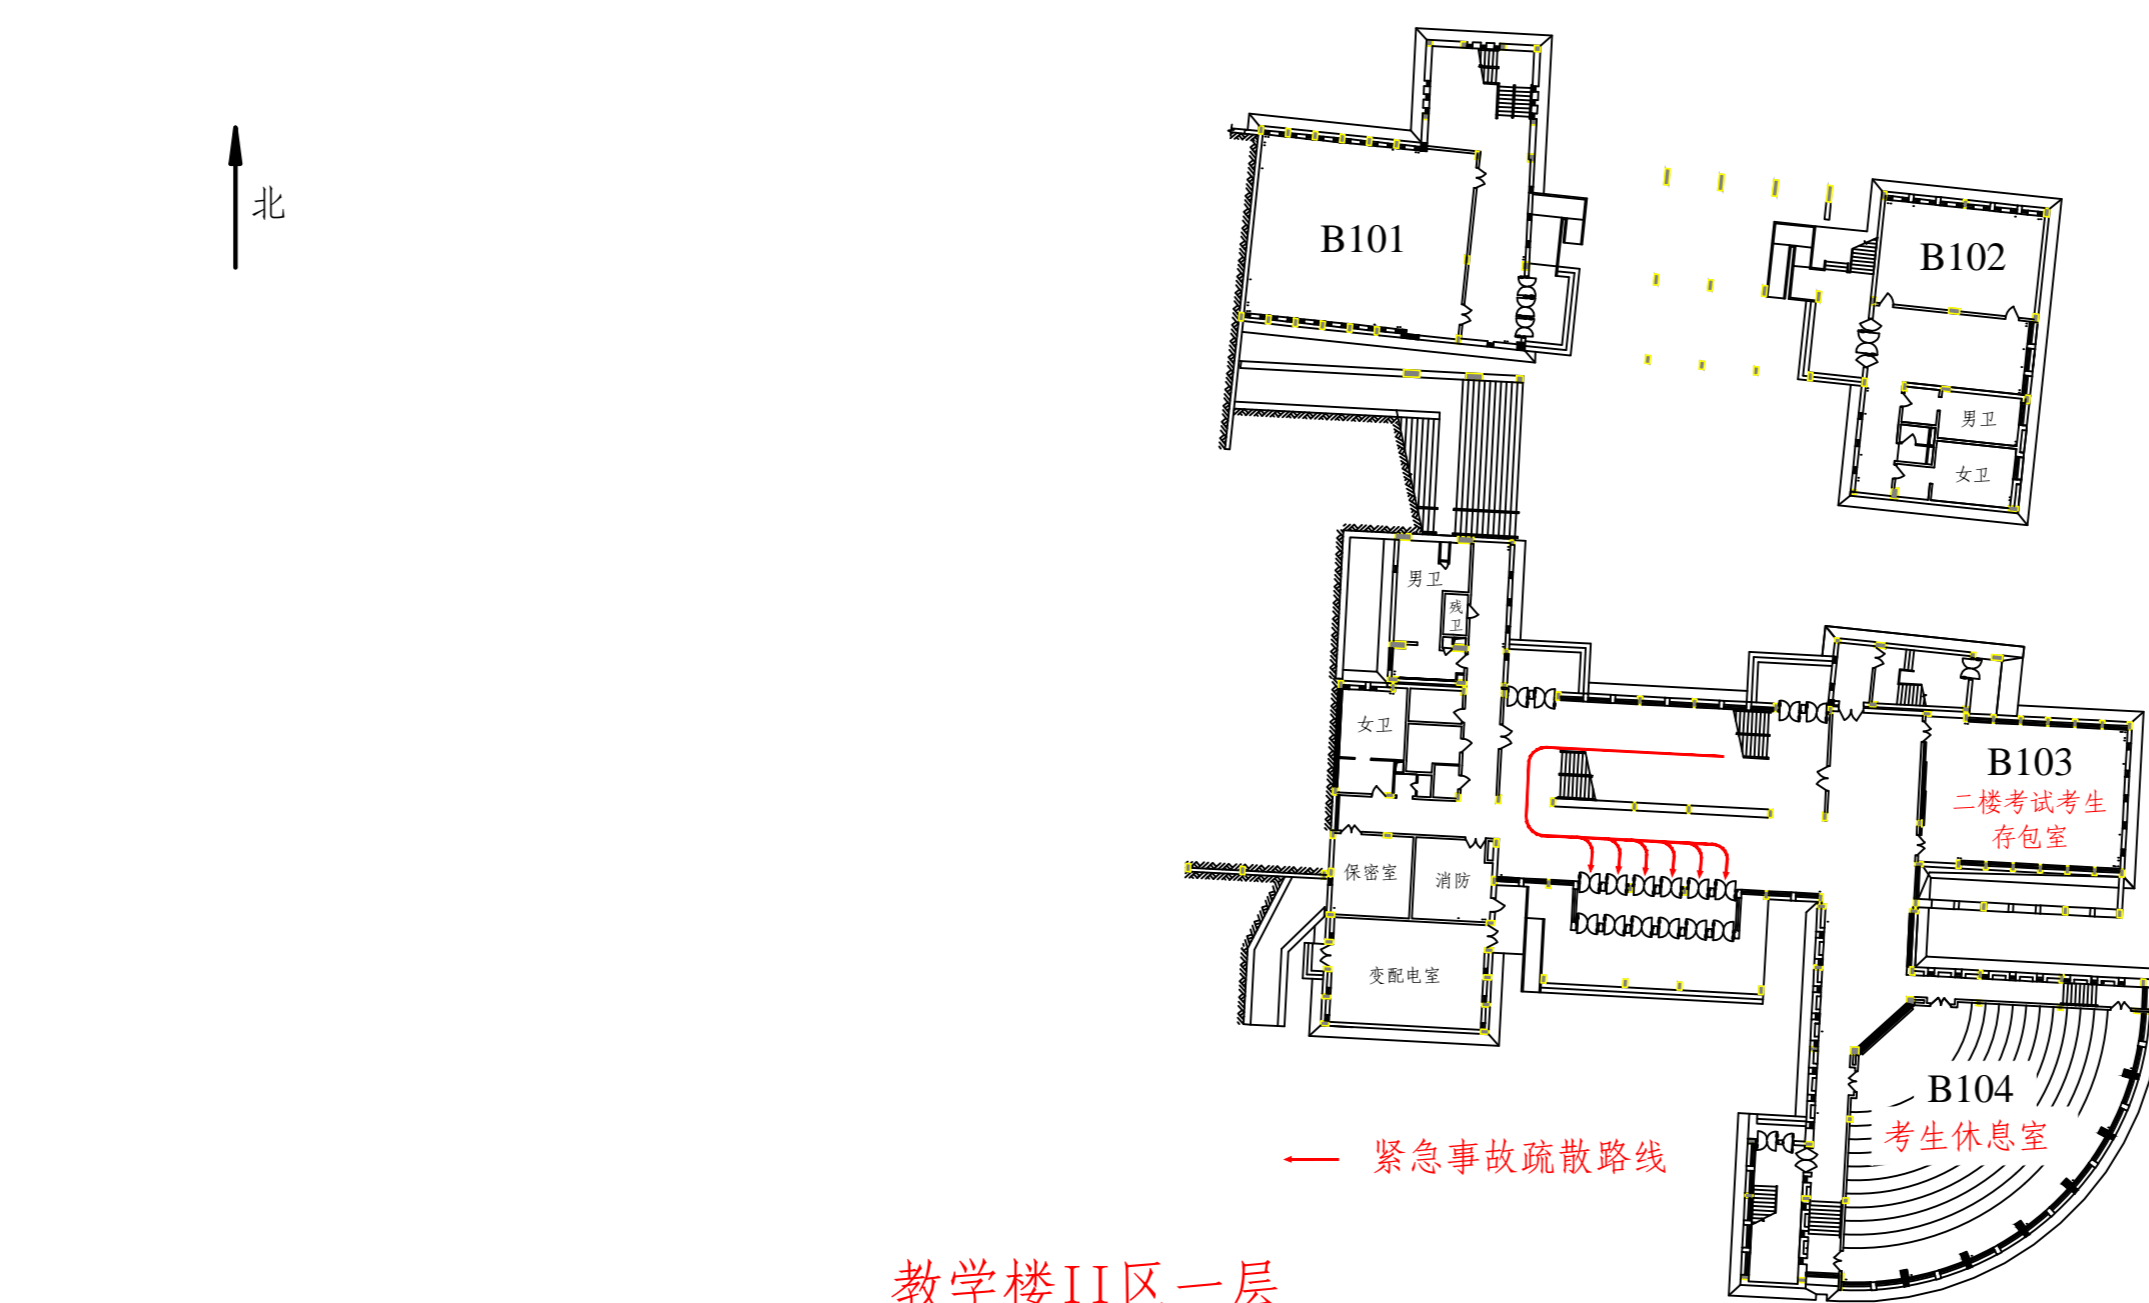 北
B101
B102
男卫
女卫
男卫
残卫
女卫
B103
二楼考试考生
存包室
保密室
消防
变配电室
B104
考生休息室
紧急事故疏散路线
教学楼II区一层